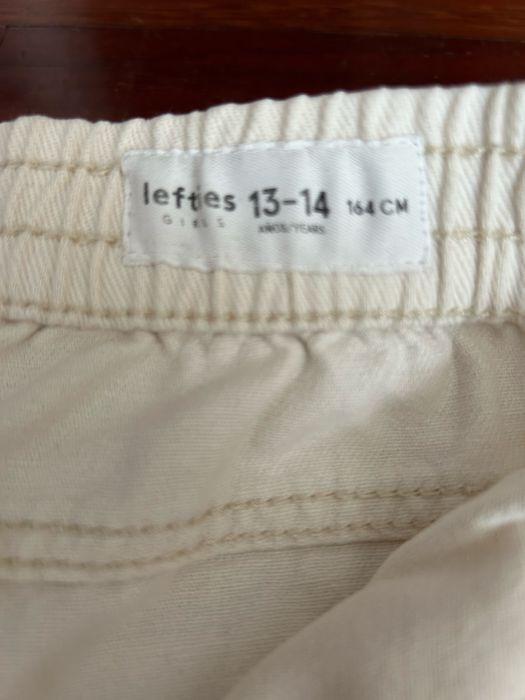 lefties 13-14 164 CM
GIRLS AÑOS/YEARS